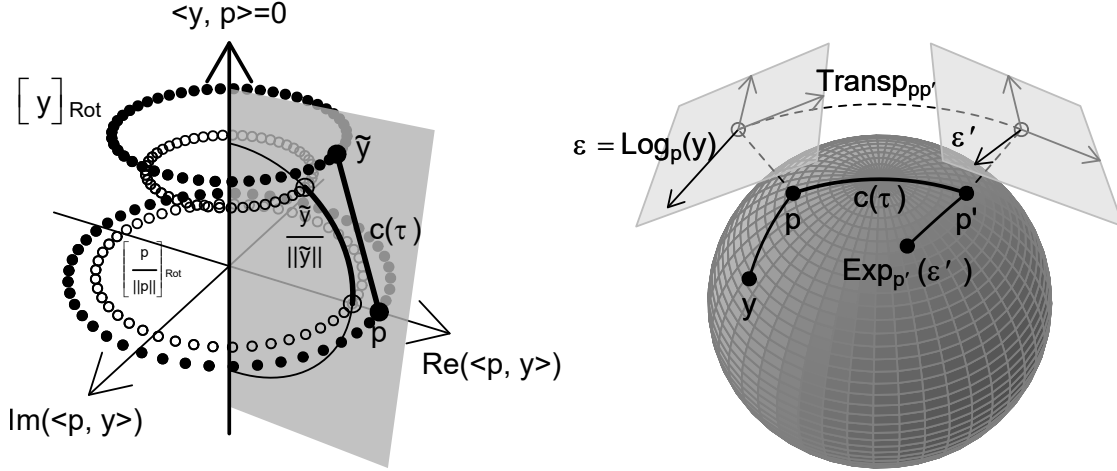 <y, p>=0
[y]Rot
ỹ
c(τ)
ỹ
||ỹ||
[p
||p||]Rot
p
Re(<p, y>)
Im(<p, y>)
Transppp′
ε = Logp(y)
ε′
p
c(τ)
p'
Expp′(ε′)
y